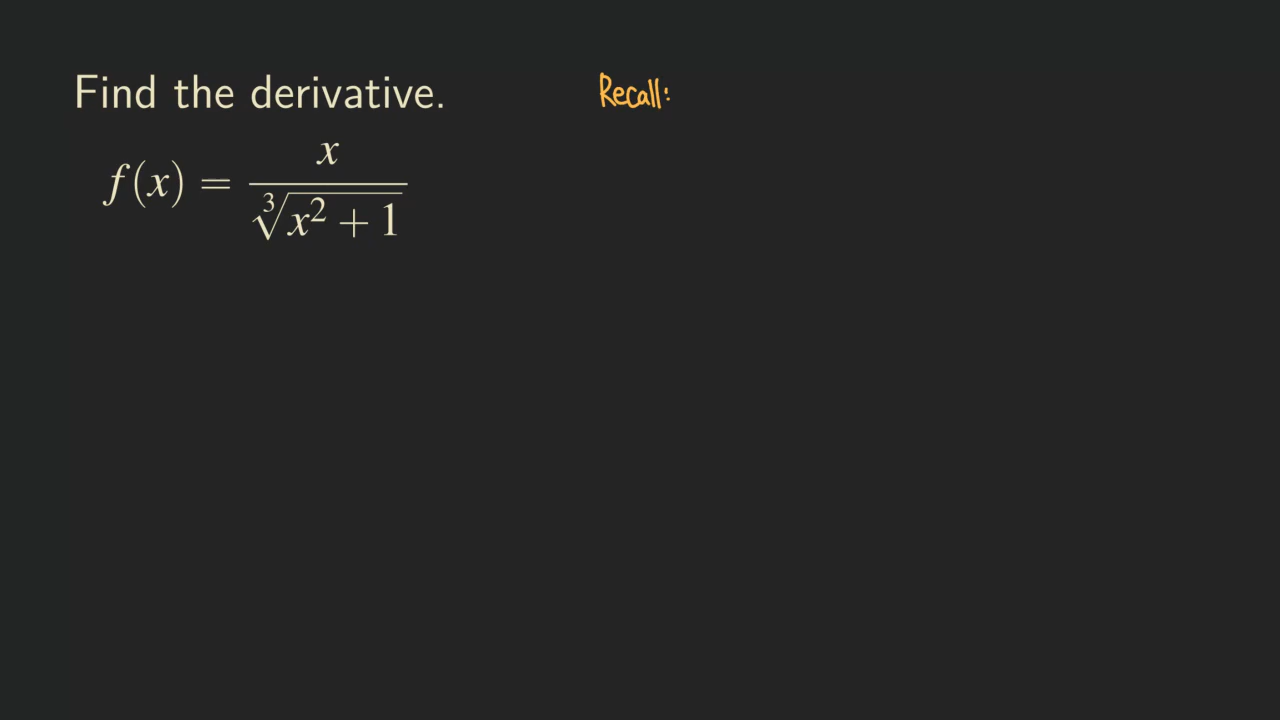 Find the derivative.
Recall:
f(x) = x / ∛(x² + 1)